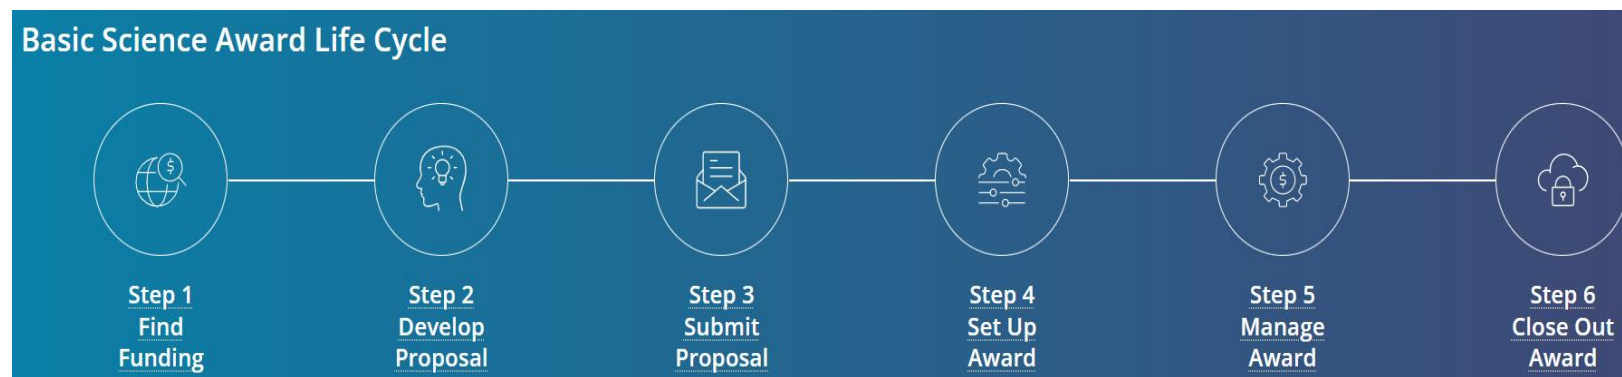 Basic Science Award Life Cycle
$
$
Step 1
Find
Funding
Step 2
Develop
Proposal
Step 3
Submit
Proposal
Step 4
Set Up
Award
Step 5
Manage
Award
Step 6
Close Out
Award